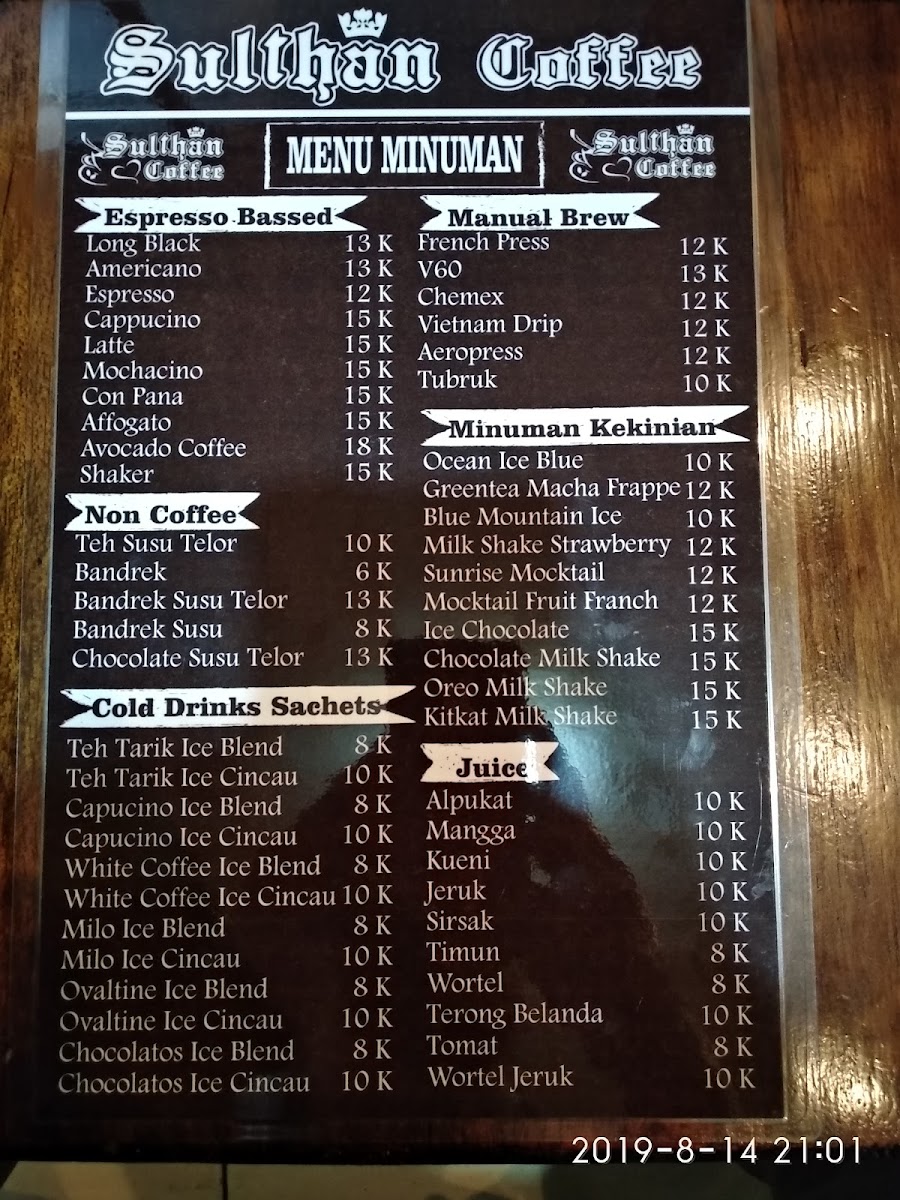 Sulthan Coffee
Sulthan Coffee
MENU MINUMAN
Sulthan Coffee
Espresso Bassed
Long Black 13 K
Americano 13 K
Espresso 12 K
Cappucino 15 K
Latte 15 K
Mochacino 15 K
Con Pana 15 K
Affogato 15 K
Avocado Coffee 18 K
Shaker 15 K
Non Coffee
Teh Susu Telor 10 K
Bandrek 6 K
Bandrek Susu Telor 13 K
Bandrek Susu 8 K
Chocolate Susu Telor 13 K
Cold Drinks Sachets
Teh Tarik Ice Blend 8 K
Teh Tarik Ice Cincau 10 K
Capucino Ice Blend 8 K
Capucino Ice Cincau 10 K
White Coffee Ice Blend 8 K
White Coffee Ice Cincau 10 K
Milo Ice Blend 8 K
Milo Ice Cincau 10 K
Ovaltine Ice Blend 8 K
Ovaltine Ice Cincau 10 K
Chocolatos Ice Blend 8 K
Chocolatos Ice Cincau 10 K
Manual Brew
French Press 12 K
V60 13 K
Chemex 12 K
Vietnam Drip 12 K
Aeropress 12 K
Tubruk 10 K
Minuman Kekinian
Ocean Ice Blue 10 K
Greentea Macha Frappe 12 K
Blue Mountain Ice 10 K
Milk Shake Strawberry 12 K
Sunrise Mocktail 12 K
Mocktail Fruit Franch 12 K
Ice Chocolate 15 K
Chocolate Milk Shake 15 K
Oreo Milk Shake 15 K
Kitkat Milk Shake 15 K
Juice
Alpukat 10 K
Mangga 10 K
Kueni 10 K
Jeruk 10 K
Sirsak 10 K
Timun 8 K
Wortel 8 K
Terong Belanda 10 K
Tomat 8 K
Wortel Jeruk 10 K
2019-8-14 21:01